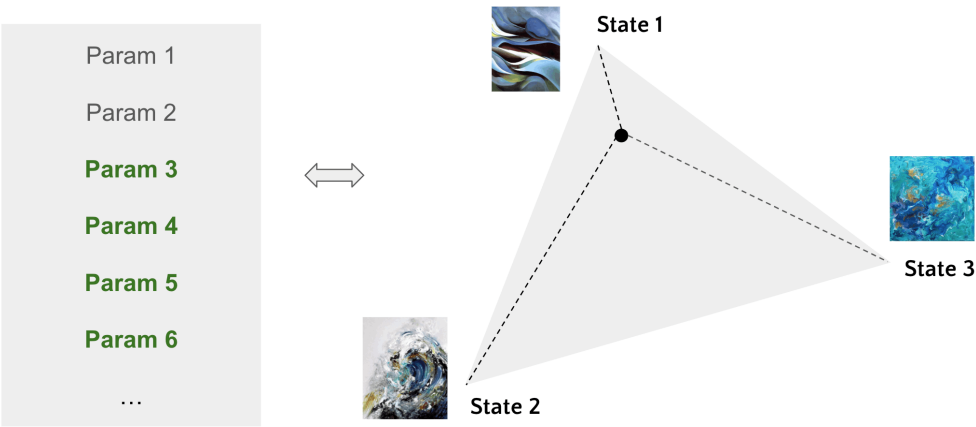 Param 1
Param 2
Param 3
Param 4
Param 5
Param 6
...
State 1
State 3
State 2